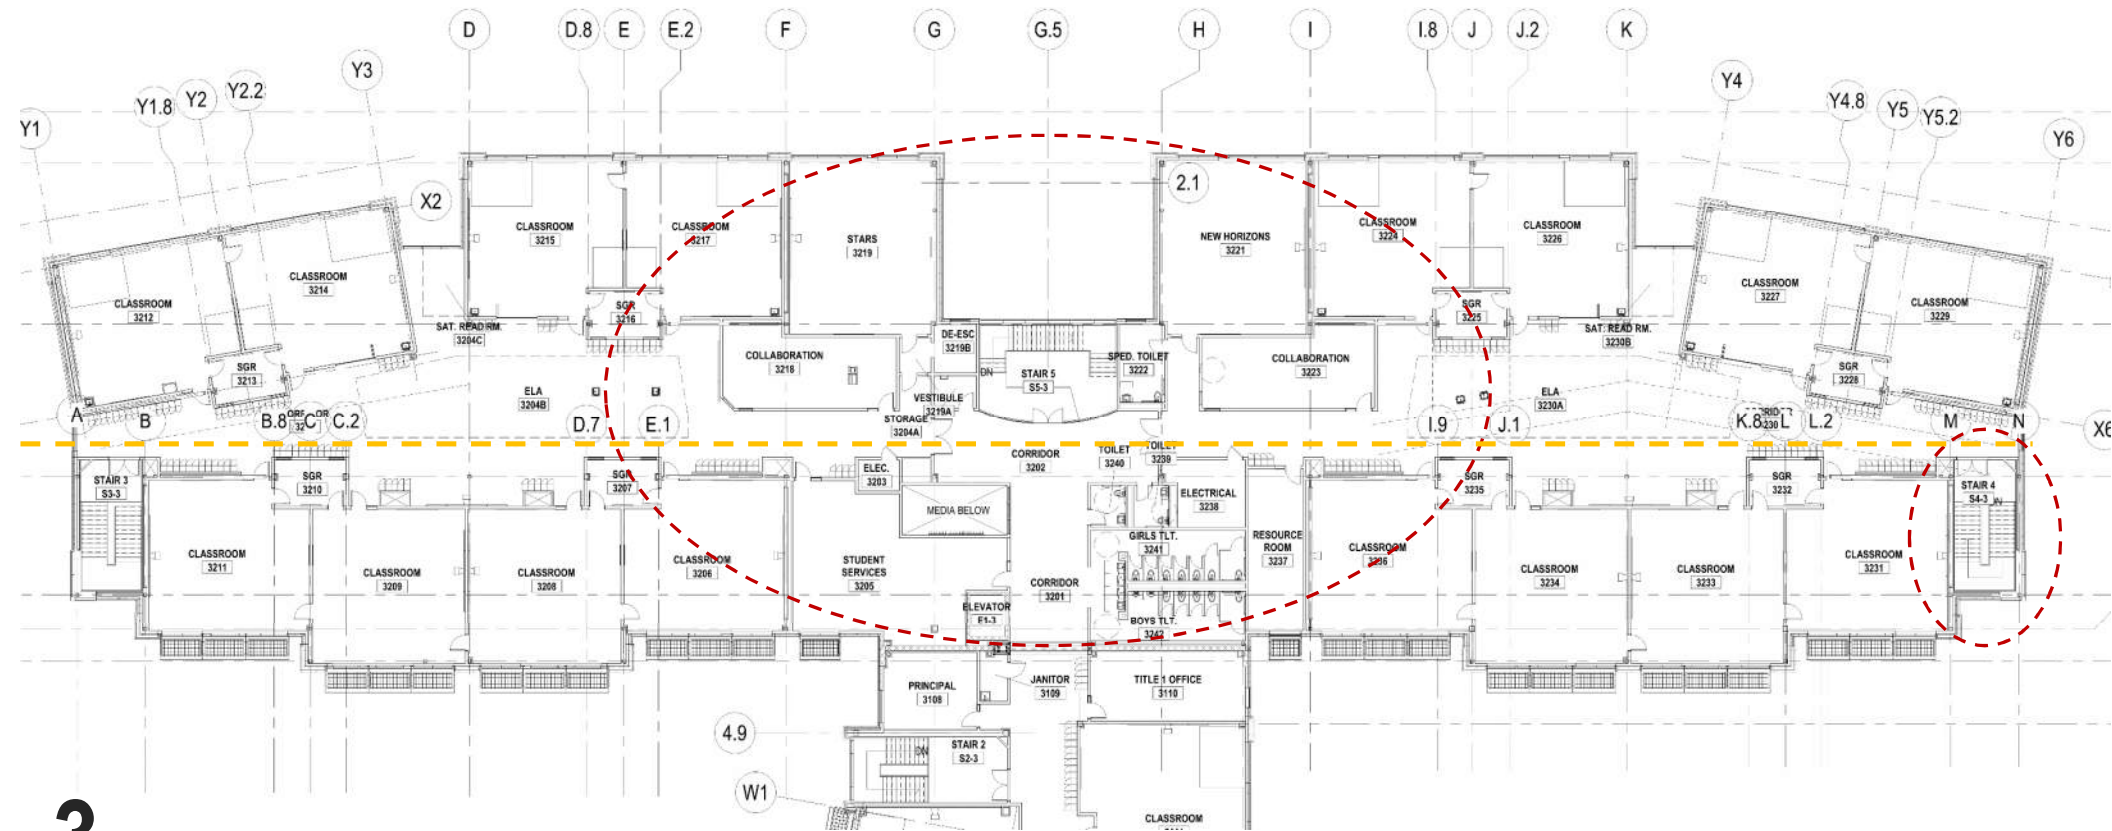 D
D.8
E
E.2
F
G
G.5
H
I
I.8
J
J.2
K
Y1
Y1.8
Y2
Y2.2
Y3
Y4
Y4.8
Y5
Y5.2
Y6
X2
2.1
CLASSROOM
3212
CLASSROOM
3214
SGR
3213
CLASSROOM
3215
CLASSROOM
3217
SGR
3216
SAT. READ RM.
3204C
STARS
3219
COLLABORATION
3218
DE-ESC
3219B
STAIR 5
S5-3
DN
SPED. TOILET
3222
NEW HORIZONS
3221
CLASSROOM
3224
CLASSROOM
3226
SGR
3225
COLLABORATION
3223
SAT. READ RM.
3230B
CLASSROOM
3227
CLASSROOM
3229
SGR
3228
ELA
3204B
VESTIBULE
3219A
STORAGE
3204A
ELA
3230A
A
B
B.8
C
C.2
D.7
E.1
I.9
J.1
K.8
L
L.2
M
N
X6
STAIR 3
S3-3
SGR
3210
SGR
3207
ELEC.
3203
CORRIDOR
3202
TOILET
3240
TOILET
3239
ELECTRICAL
3238
SGR
3235
SGR
3232
STAIR 4
S4-3
MEDIA BELOW
CLASSROOM
3211
CLASSROOM
3209
CLASSROOM
3208
CLASSROOM
3206
STUDENT
SERVICES
3205
ELEVATOR
E1-3
CORRIDOR
3201
GIRLS TLT.
3241
BOYS TLT.
3242
RESOURCE
ROOM
3237
CLASSROOM
3236
CLASSROOM
3234
CLASSROOM
3233
CLASSROOM
3231
PRINCIPAL
3108
JANITOR
3109
TITLE 1 OFFICE
3110
4.9
DN
STAIR 2
S2-3
W1
CLASSROOM
3